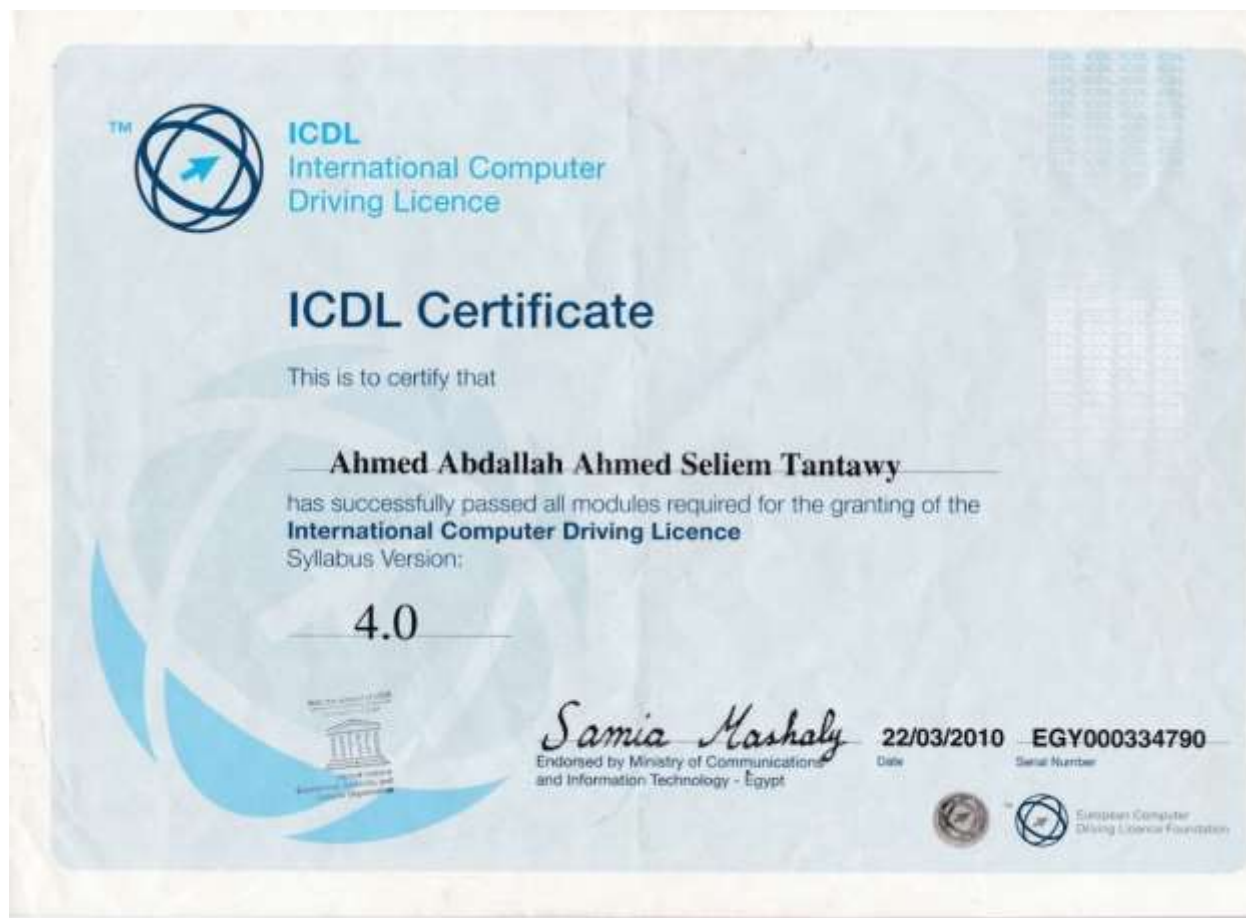 TM
ICDL
International Computer
Driving Licence
ICDL Certificate
This is to certify that
Ahmed Abdallah Ahmed Seliem Tantawy
has successfully passed all modules required for the granting of the
International Computer Driving Licence
Syllabus Version:
4.0
Samia Mashaly
Endorsed by Ministry of Communications
and Information Technology - Egypt
22/03/2010
Date
EGY000334790
Serial Number
European Computer
Driving Licence Foundation